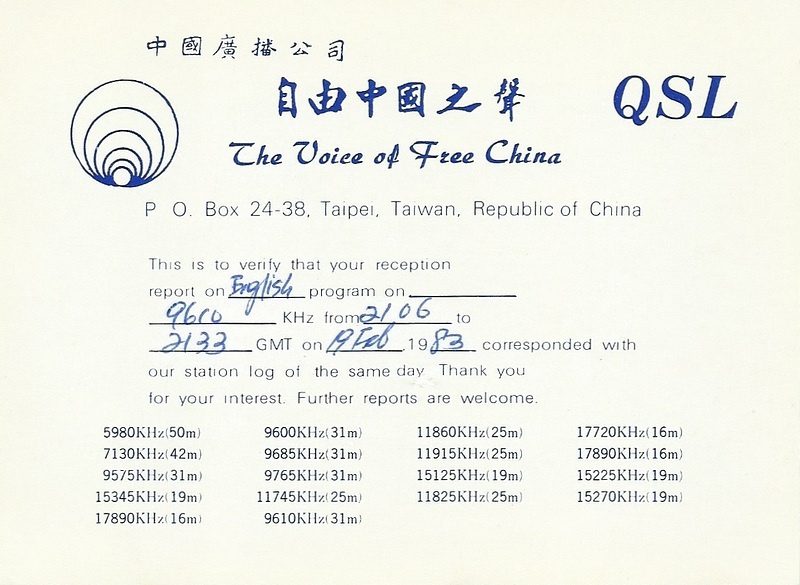 中國廣播公司
自由中國之聲
QSL
The Voice of Free China
P O. Box 24-38, Taipei, Taiwan, Republic of China
This is to verify that your reception
report on English program on
9610 KHz from 2106 to
2133 GMT on 19 Feb, 1983 corresponded with
our station log of the same day Thank you
for your interest. Further reports are welcome.
5980KHz(50m) 9600KHz(31m) 11860KHz(25m) 17720KHz(16m)
7130KHz(42m) 9685KHz(31m) 11915KHz(25m) 17890KHz(16m)
9575KHz(31m) 9765KHz(31m) 15125KHz(19m) 15225KHz(19m)
15345KHz(19m) 11745KHz(25m) 11825KHz(25m) 15270KHz(19m)
17890KHz(16m) 9610KHz(31m)